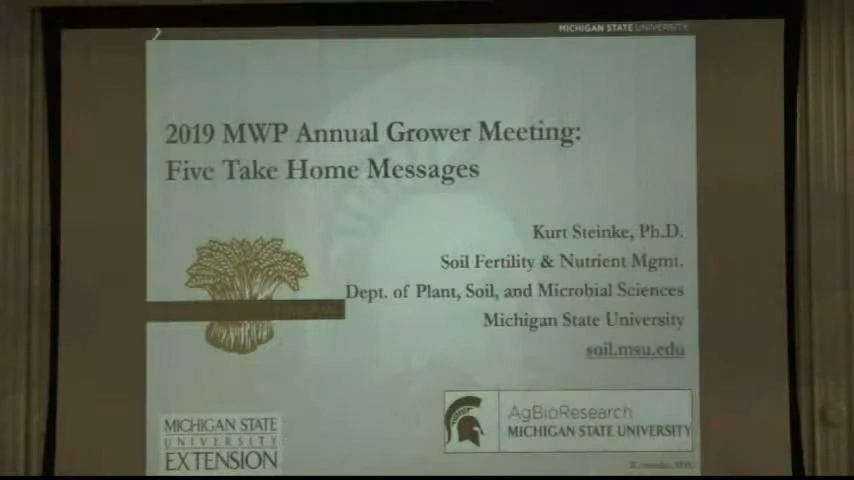 MICHIGAN STATE UNIVERSITY
2019 MWP Annual Grower Meeting:
Five Take Home Messages
Kurt Steinke, Ph.D.
Soil Fertility & Nutrient Mgmt.
Dept. of Plant, Soil, and Microbial Sciences
Michigan State University
soil.msu.edu
MICHIGAN STATE
UNIVERSITY
EXTENSION
AgBioResearch
MICHIGAN STATE UNIVERSITY